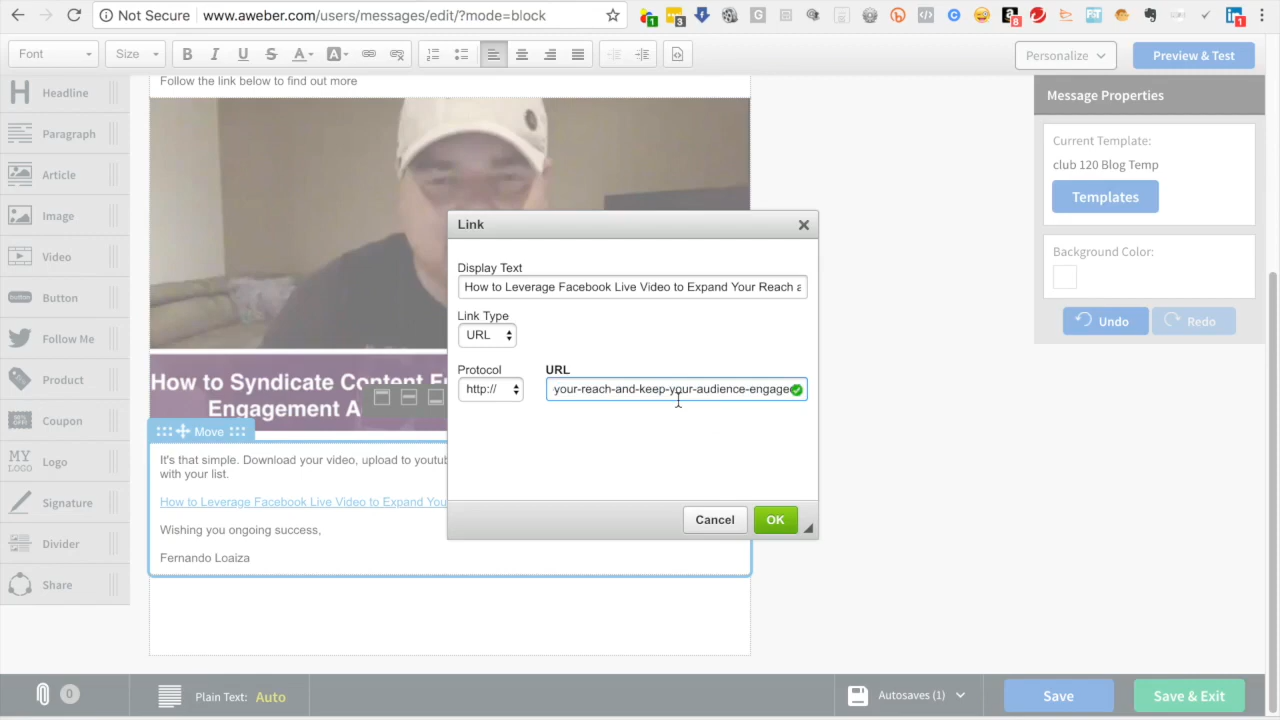 Not Secure www.aweber.com/users/messages/edit/?mode=block
1
3
8
1
Font Size B I U S A A Personalize Preview & Test
Headline
Paragraph
Article
Image
Video
Button
Follow Me
Product
Coupon
MY LOGO Logo
Signature
Divider
Share
Follow the link below to find out more
How to Syndicate Content F
Engagement A
Move
It's that simple. Download your video, upload to youtub
with your list.
How to Leverage Facebook Live Video to Expand You
Wishing you ongoing success,
Fernando Loaiza
Link
Display Text
How to Leverage Facebook Live Video to Expand Your Reach a
Link Type
URL
Protocol URL
http:// your-reach-and-keep-your-audience-engage
Cancel OK
Message Properties
Current Template:
club 120 Blog Temp
Templates
Background Color:
Undo Redo
0 Plain Text: Auto Autosaves (1) Save Save & Exit